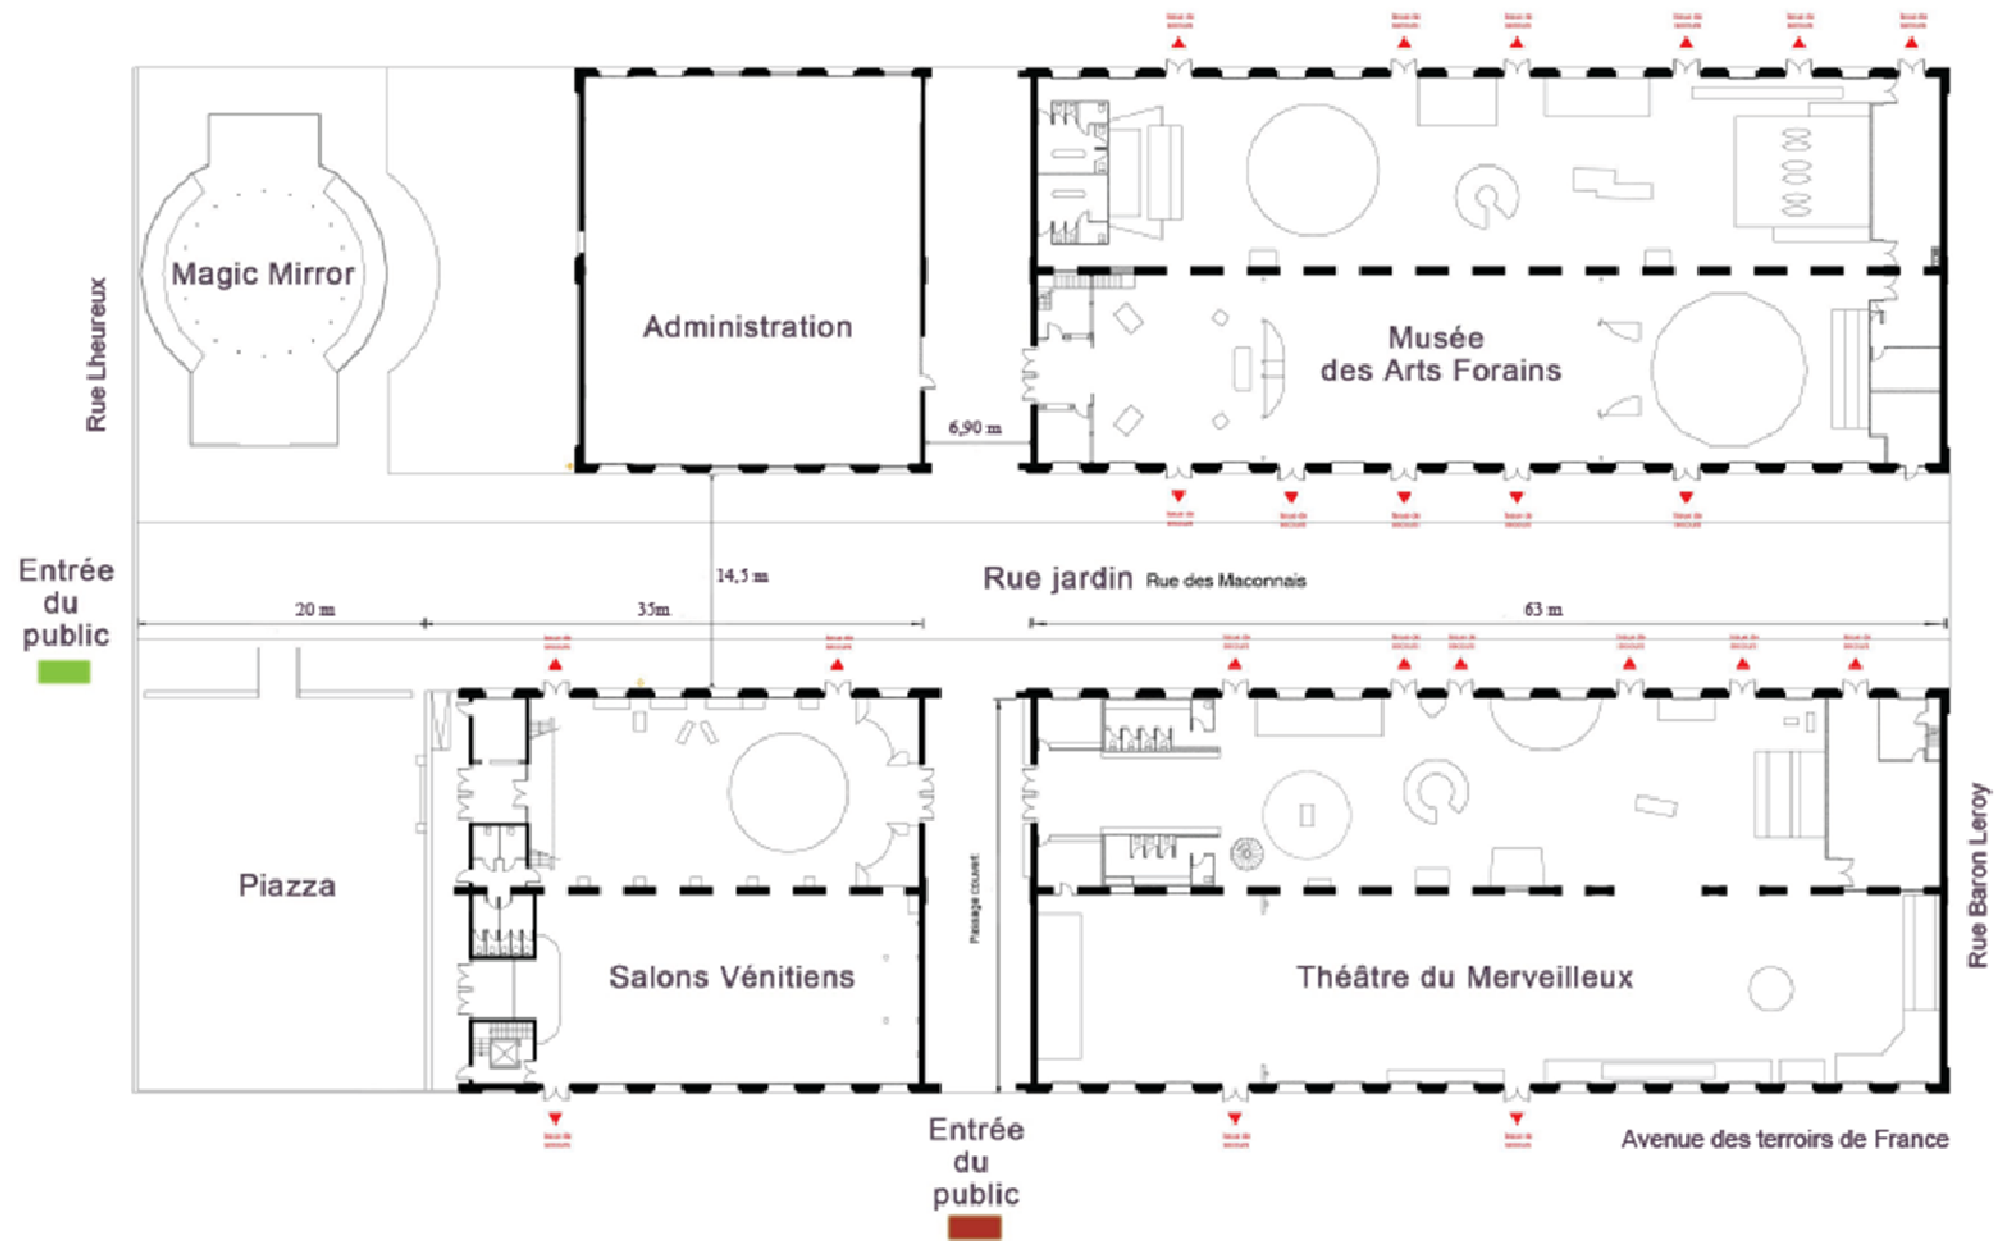 Magic Mirror
Administration
Musée
des Arts Forains
Rue Lheureux
6,90 m
Entrée
du
public
14,5 m
Rue jardin Rue des Maconnais
20 m
35m
63 m
Piazza
Salons Vénitiens
Passage couvert
Théâtre du Merveilleux
Rue Baron Leroy
Entrée
du
public
Avenue des terroirs de France